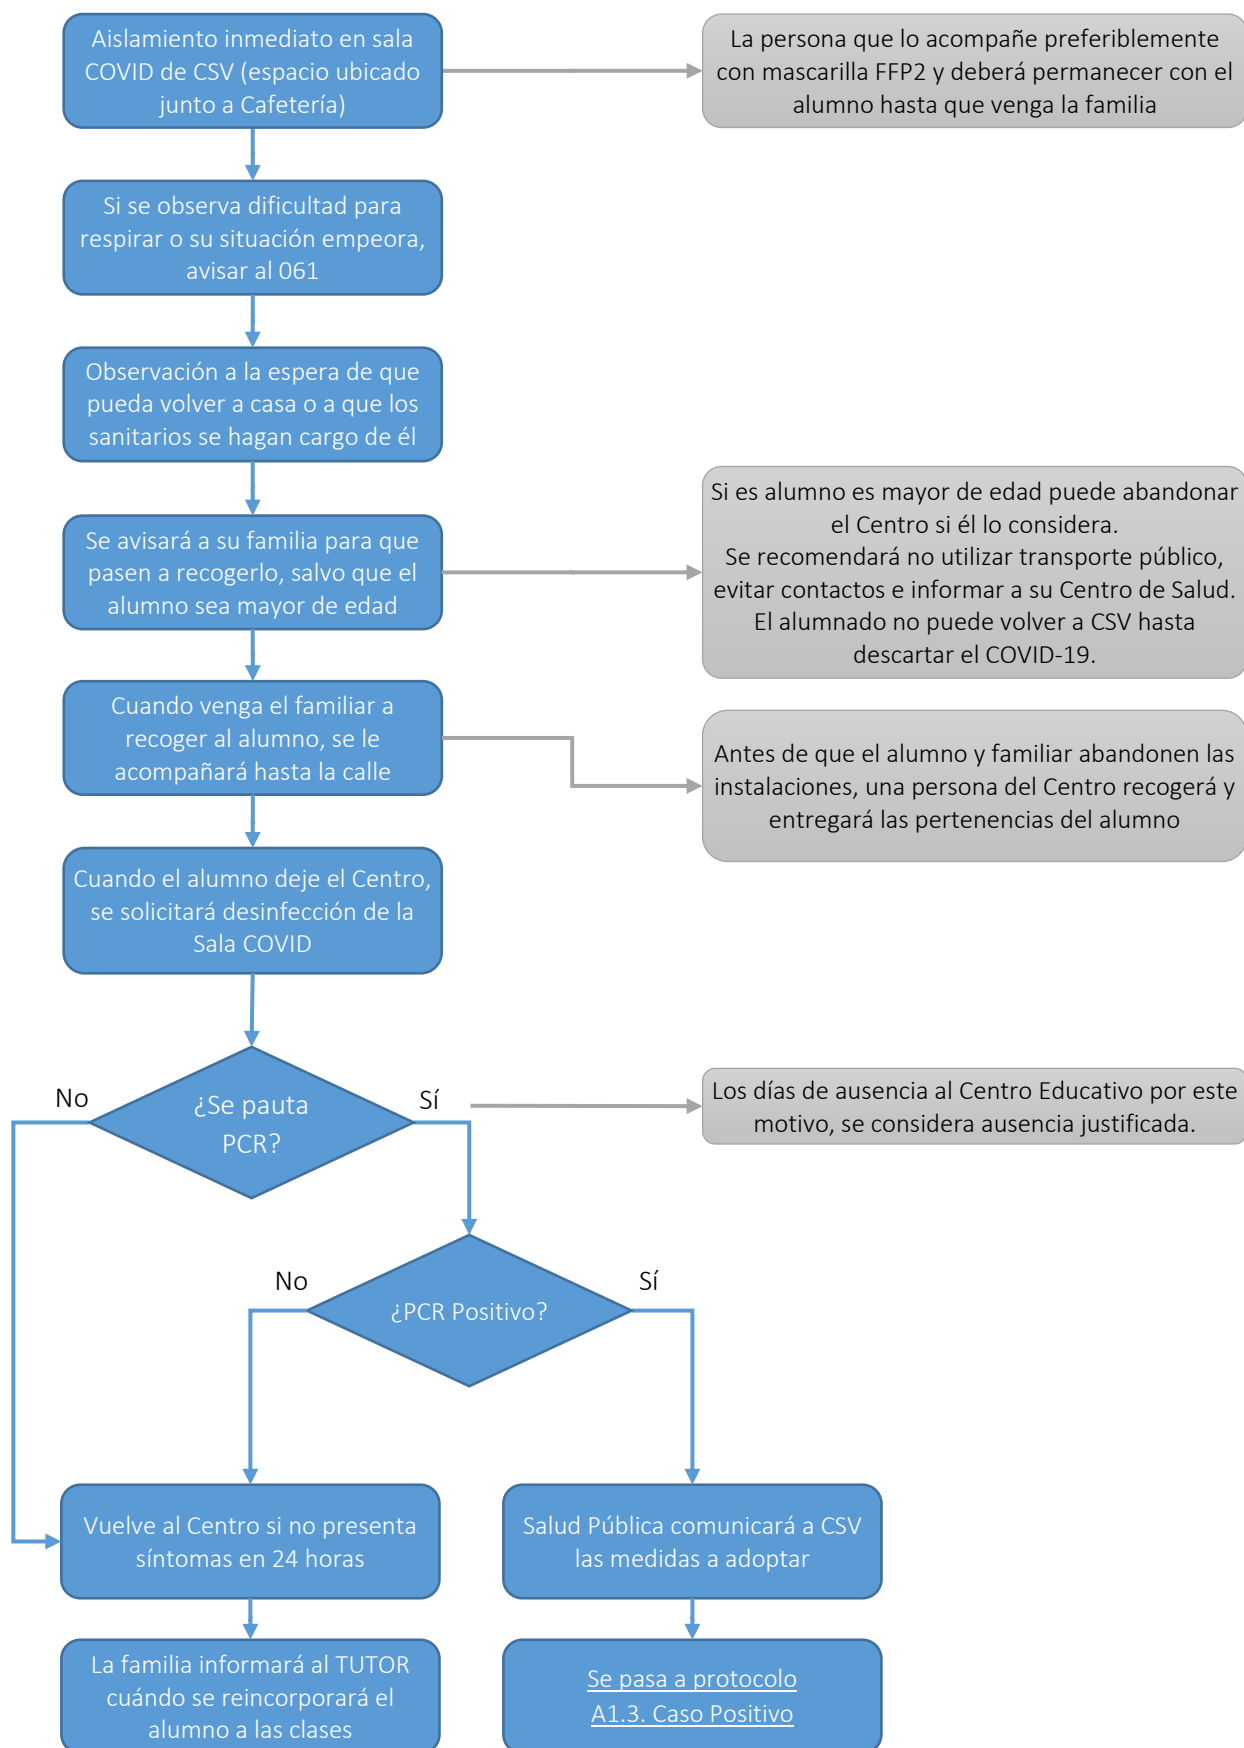 Aislamiento inmediato en sala
COVID de CSV (espacio ubicado
junto a Cafetería)
La persona que lo acompañe preferiblemente
con mascarilla FFP2 y deberá permanecer con el
alumno hasta que venga la familia
Si se observa dificultad para
respirar o su situación empeora,
avisar al 061
Observación a la espera de que
pueda volver a casa o a que los
sanitarios se hagan cargo de él
Se avisará a su familia para que
pasen a recogerlo, salvo que el
alumno sea mayor de edad
Si es alumno es mayor de edad puede abandonar
el Centro si él lo considera.
Se recomendará no utilizar transporte público,
evitar contactos e informar a su Centro de Salud.
El alumnado no puede volver a CSV hasta
descartar el COVID-19.
Cuando venga el familiar a
recoger al alumno, se le
acompañará hasta la calle
Antes de que el alumno y familiar abandonen las
instalaciones, una persona del Centro recogerá y
entregará las pertenencias del alumno
Cuando el alumno deje el Centro,
se solicitará desinfección de la
Sala COVID
No
¿Se pauta
PCR?
Sí
Los días de ausencia al Centro Educativo por este
motivo, se considera ausencia justificada.
No
¿PCR Positivo?
Sí
Vuelve al Centro si no presenta
síntomas en 24 horas
Salud Pública comunicará a CSV
las medidas a adoptar
La familia informará al TUTOR
cuándo se reincorporará el
alumno a las clases
Se pasa a protocolo
A1.3. Caso Positivo